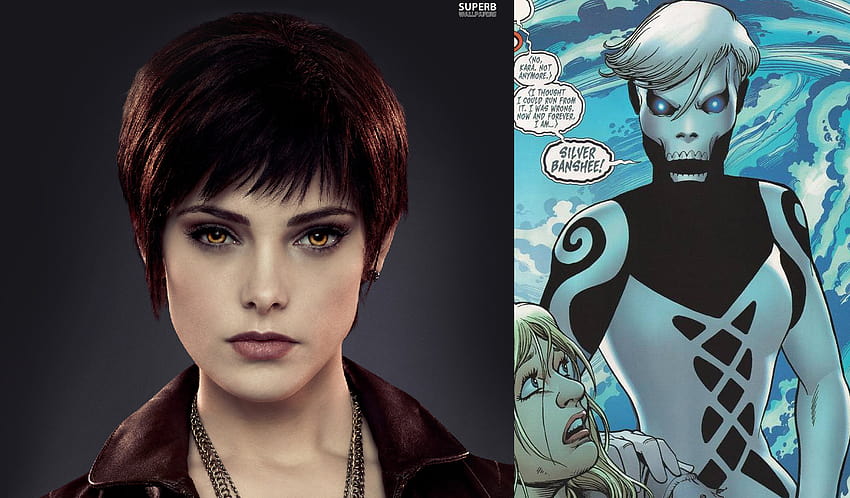 SUPERB
WALLPAPERS
{NO,
KARA. NOT
ANYMORE.}
{I THOUGHT
I COULD RUN FROM
IT. I WAS WRONG.
NOW AND FOREVER,
I AM...}
SILVER
BANSHEE!